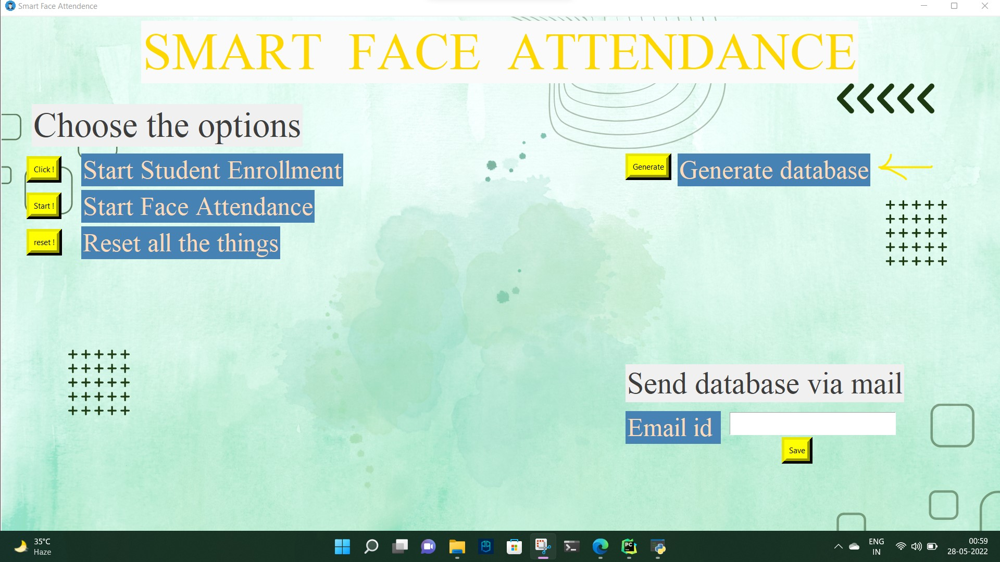 Smart Face Attendence
SMART FACE ATTENDANCE
Choose the options
Click !
Start Student Enrollment
Start !
Start Face Attendance
reset !
Reset all the things
Generate
Generate database
Send database via mail
Email id
Save
35°C
Haze
PC
ENG
IN
00:59
28-05-2022